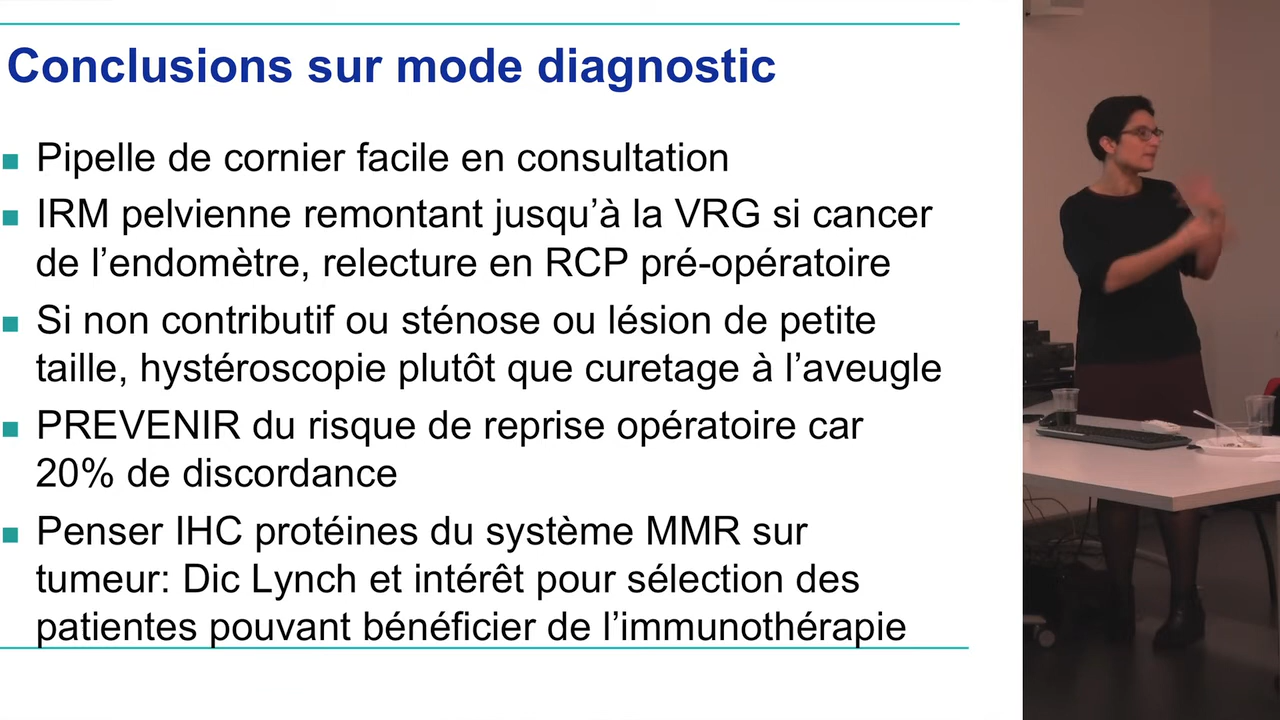 Conclusions sur mode diagnostic
Pipelle de cornier facile en consultation
IRM pelvienne remontant jusqu’à la VRG si cancer
de l’endomètre, relecture en RCP pré-opératoire
Si non contributif ou sténose ou lésion de petite
taille, hystéroscopie plutôt que curetage à l’aveugle
PREVENIR du risque de reprise opératoire car
20% de discordance
Penser IHC protéines du système MMR sur
tumeur: Dic Lynch et intérêt pour sélection des
patientes pouvant bénéficier de l’immunothérapie